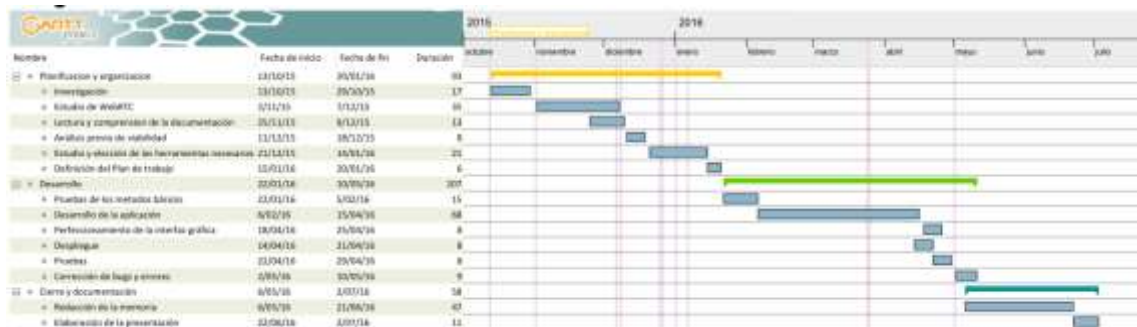 GANTT
project
2015 2016
octubre noviembre diciembre enero febrero marzo abril mayo junio julio
Nombre Fecha de inicio Fecha de fin Duración
Planificacion y organizacion 13/10/15 20/01/16 93
Investigación 13/10/15 29/10/15 17
Estudio de WebRTC 2/11/15 7/12/15
Lectura y comprension de la documentación 25/11/15 9/12/15 13
Análisis previo de viabilidad 11/12/15 18/12/15 8
Estudio y elección de las herramientas necesarias 21/12/15 14/01/16 21
Definición del Plan de trabajo 15/01/16 20/01/16 6
Desarrollo 22/01/16 10/05/16 107
Pruebas de los metodos básicos 22/01/16 5/02/16 15
Desarrollo de la aplicación 6/02/16 15/04/16 68
Perfeccionamiento de la interfaz gráfica 18/04/16 25/04/16 8
Despliegue 14/04/16 21/04/16 8
Pruebas 22/04/16 29/04/16 8
Corrección de bugs y errores 2/05/16 10/05/16 9
Cierre y documentación 6/05/16 2/07/16 58
Redacción de la memoria 6/05/16 21/06/16 47
Elaboración de la presentación 22/06/16 2/07/16 11